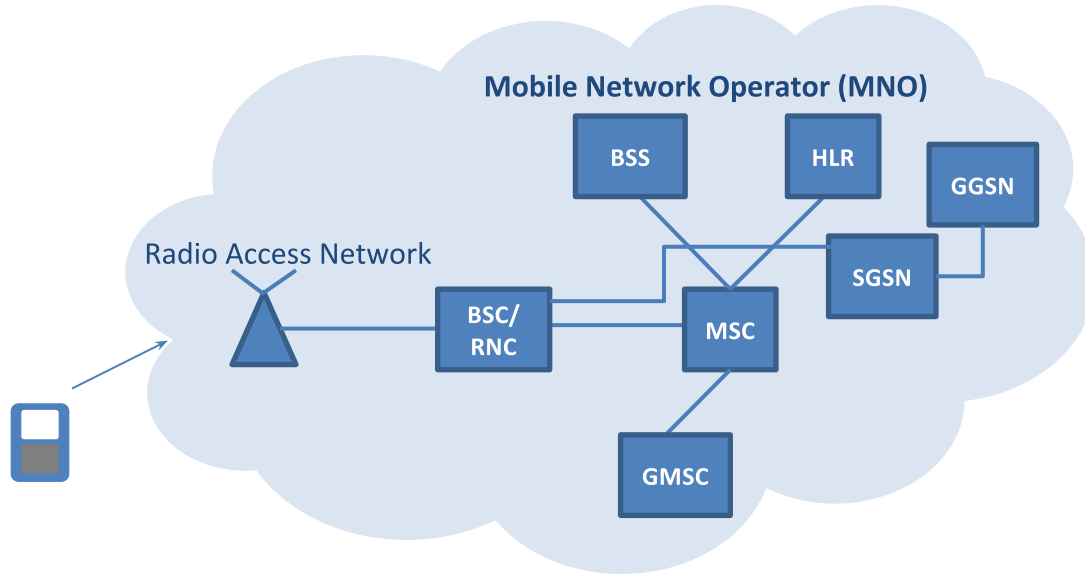 Mobile Network Operator (MNO)
BSS
HLR
GGSN
Radio Access Network
SGSN
BSC/
RNC
MSC
GMSC